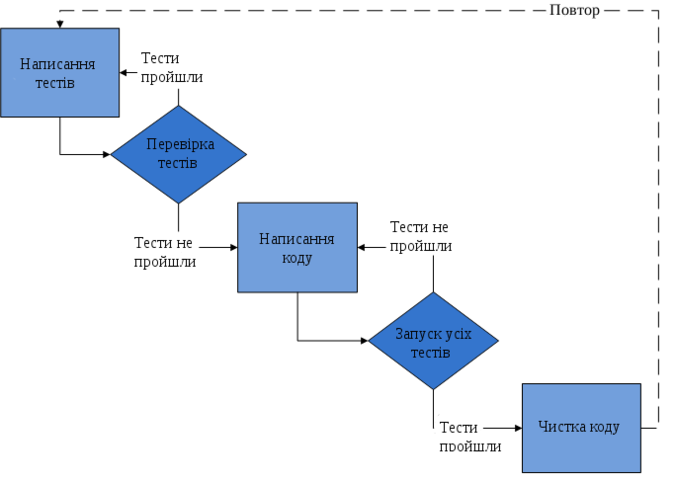 Повтор
Написання
тестів
Тести
пройшли
Перевірка
тестів
Тести не
пройшли
Написання
коду
Тести не
пройшли
Запуск усіх
тестів
Тести
пройшли
Чистка коду